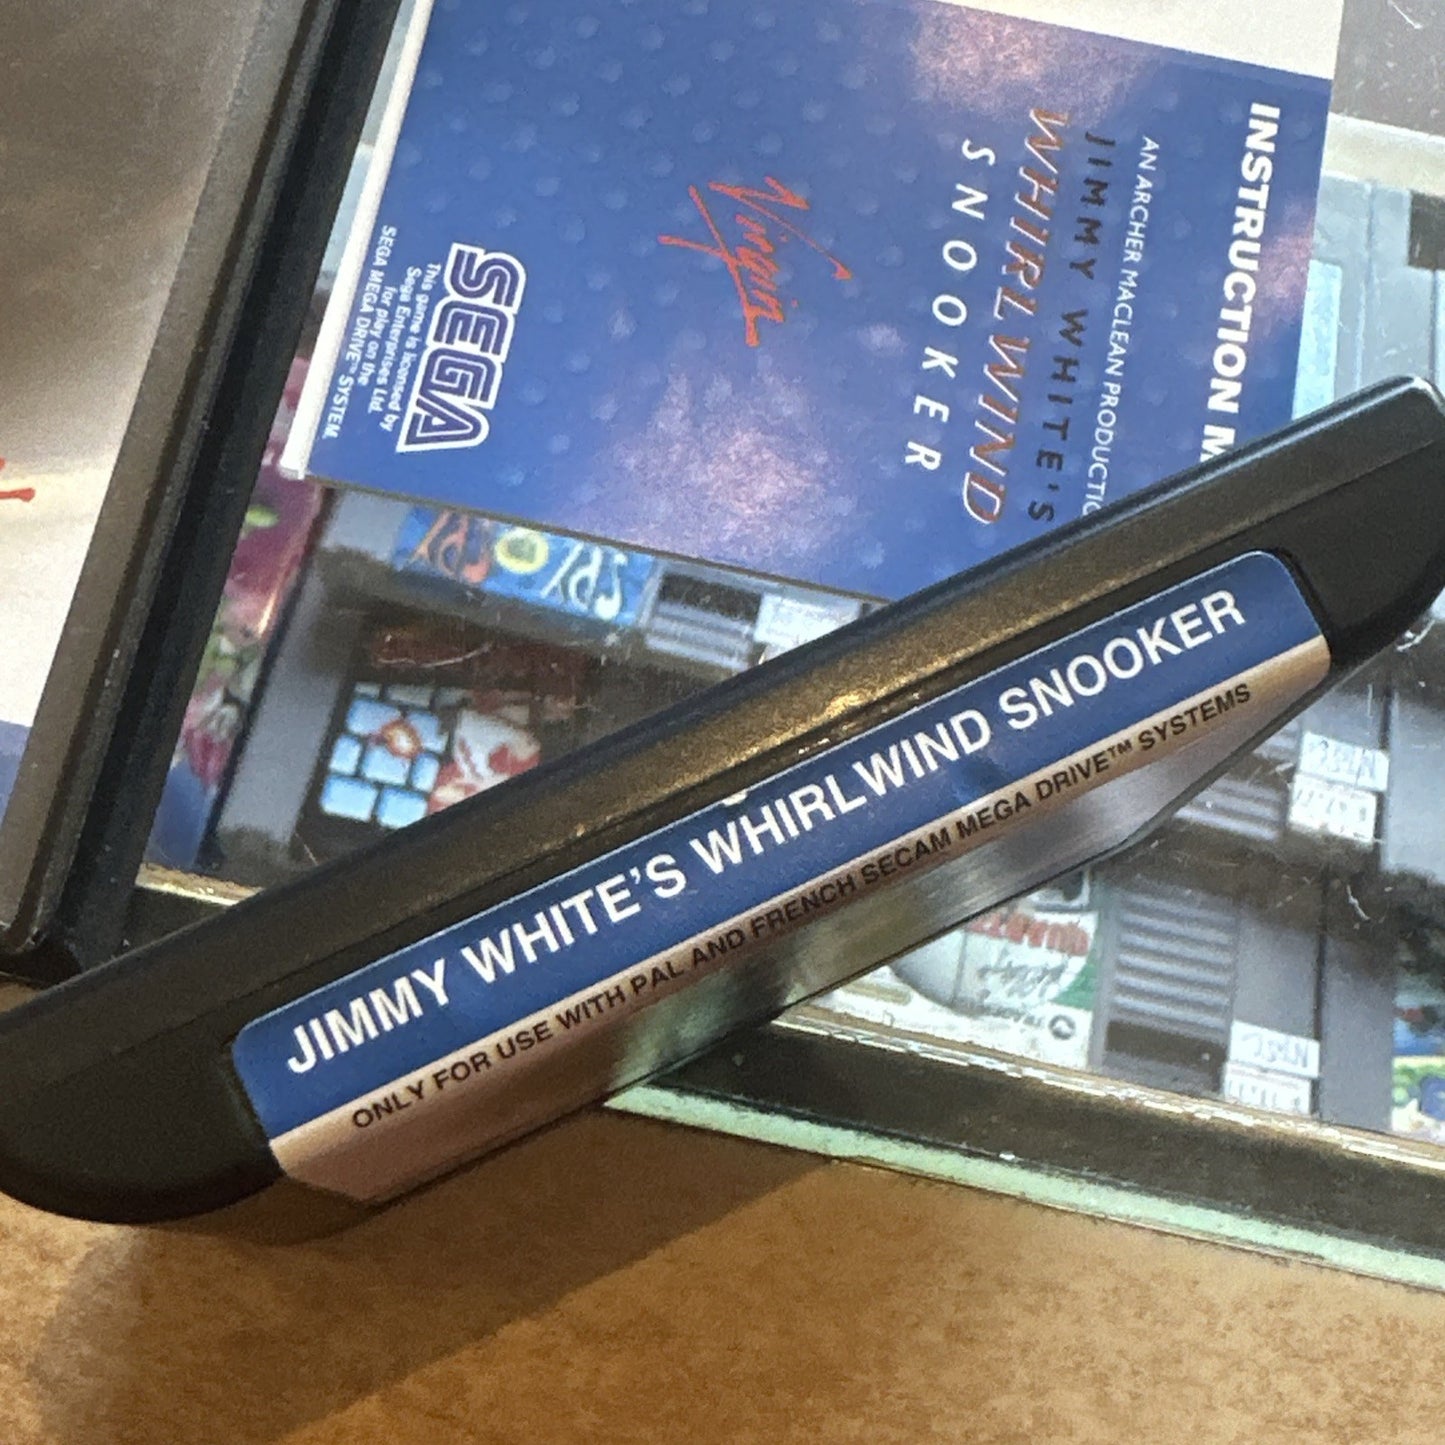 INSTRUCTION M
AN ARCHER MACLEAN PRODUCTIO
JIMMY WHITE'S
WHIRLWIND
SNOOKER
Virgin
SEGA
This game is licensed by
Sega Enterprises Ltd.
for play on the
SEGA MEGA DRIVE™ SYSTEM.
JIMMY WHITE'S WHIRLWIND SNOOKER
ONLY FOR USE WITH PAL AND FRENCH SECAM MEGA DRIVE™ SYSTEMS